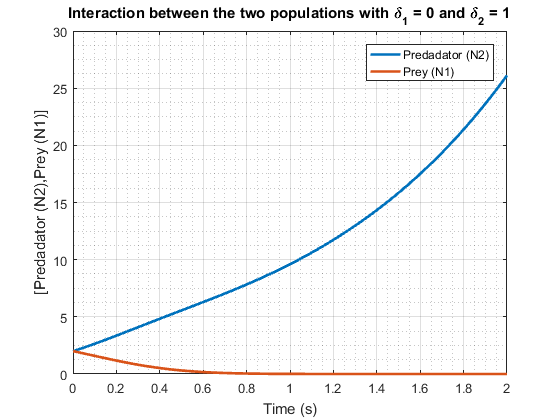 Interaction between the two populations with δ₁ = 0 and δ₂ = 1
[Predadator (N2),Prey (N1)]
30
25
20
15
10
5
0
Predadator (N2)
Prey (N1)
0 0.2 0.4 0.6 0.8 1 1.2 1.4 1.6 1.8 2
Time (s)